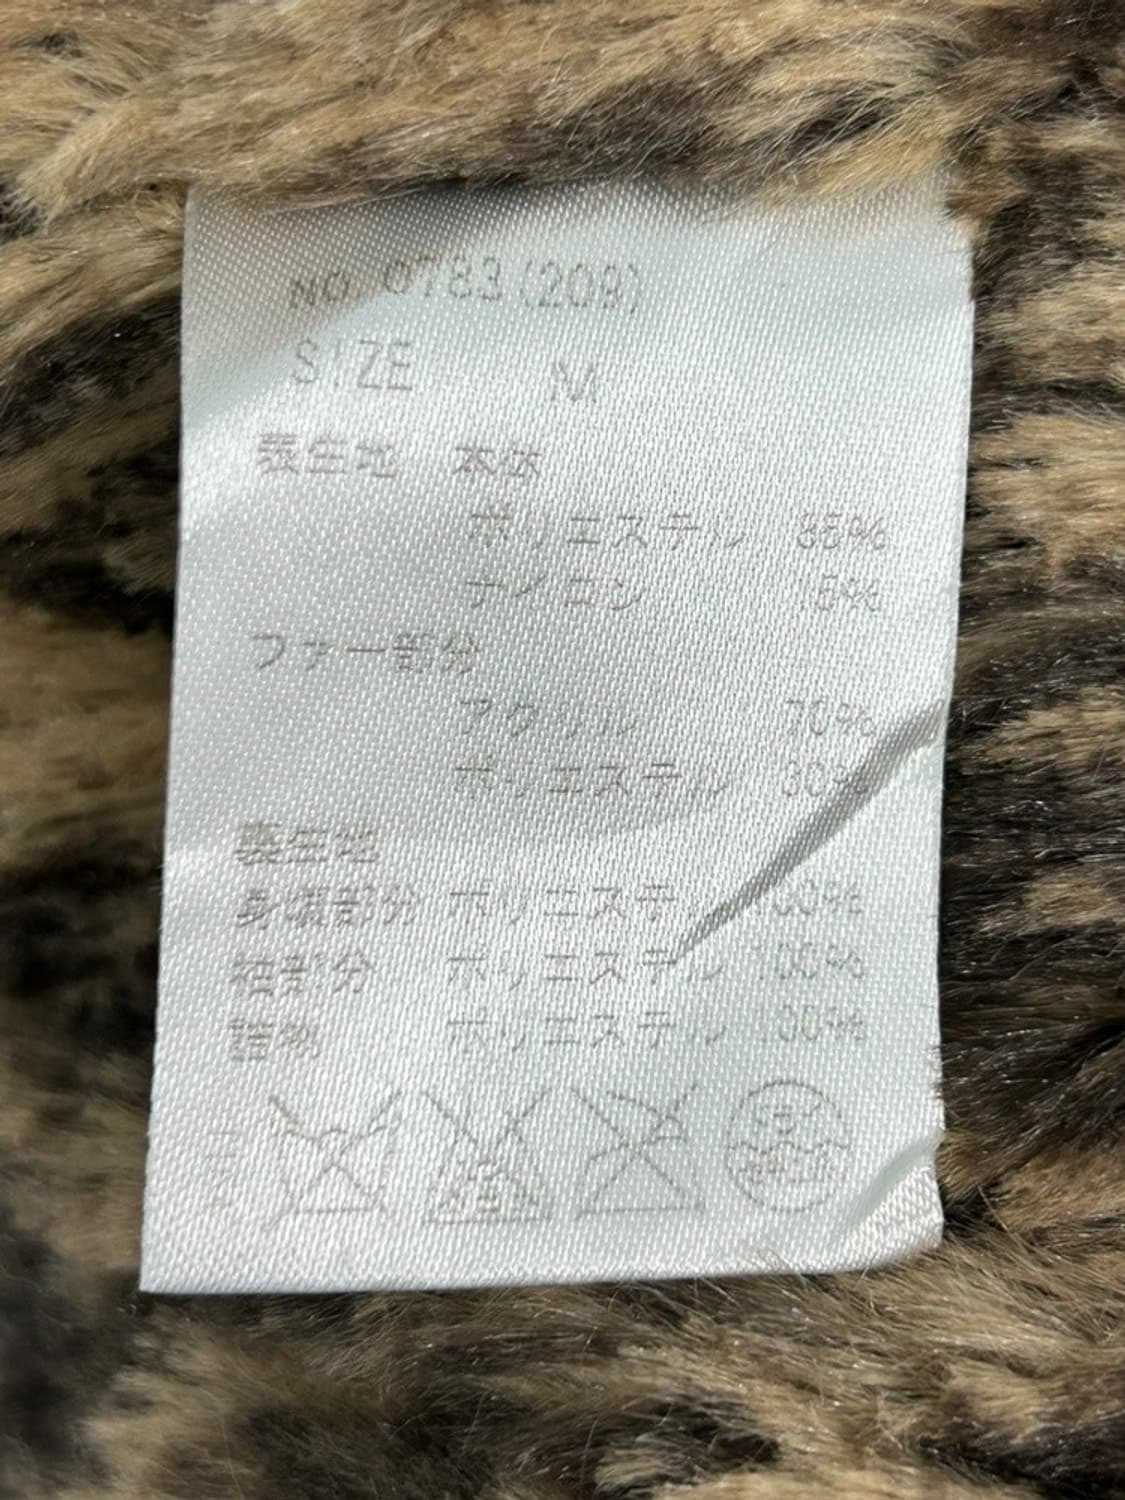 NO. 0783(209)
SIZE M
表生地 本体
ポリエステル 85%
ナイロン 15%
ファー部分
アクリル 70%
ポリエステル 30%
裏生地
身頃部分 ポリエステル 100%
袖部分 ポリエステル 100%
詰物 ポリエステル 100%